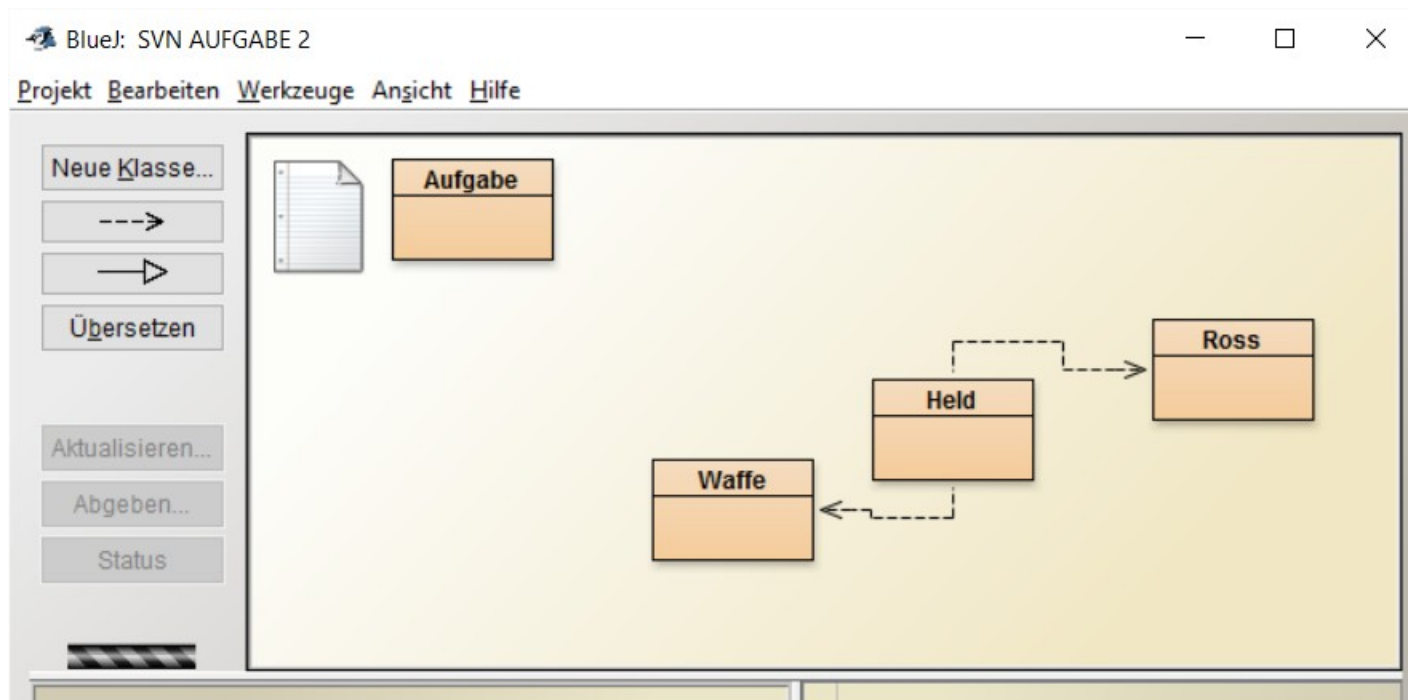 BlueJ: SVN AUFGABE 2
Projekt Bearbeiten Werkzeuge Ansicht Hilfe
Neue Klasse...
Übersetzen
Aktualisieren...
Abgeben...
Status
Aufgabe
Ross
Held
Waffe